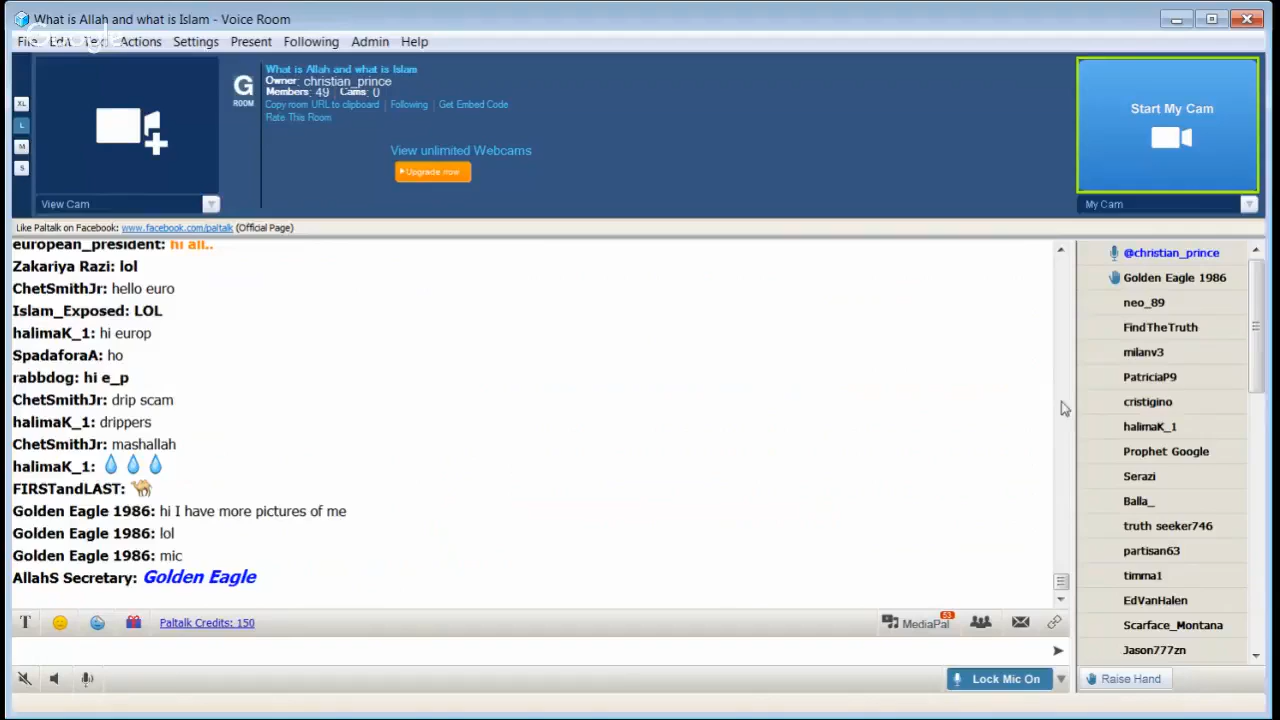 What is Allah and what is Islam - Voice Room
Google
File Edit Text Actions Settings Present Following Admin Help
XL
L
M
S
View Cam
G
ROOM
What is Allah and what is Islam
Owner: christian_prince
Members: 49 Cams: 0
Copy room URL to clipboard | Following | Get Embed Code
Rate This Room
View unlimited Webcams
Upgrade now
Start My Cam
My Cam
Like Paltalk on Facebook: www.facebook.com/paltalk (Official Page)
european_president: hi all..
Zakariya Razi: lol
ChetSmithJr: hello euro
Islam_Exposed: LOL
halimaK_1: hi europ
SpadaforaA: ho
rabbdog: hi e_p
ChetSmithJr: drip scam
halimaK_1: drippers
ChetSmithJr: mashallah
halimaK_1:
FIRSTandLAST:
Golden Eagle 1986: hi I have more pictures of me
Golden Eagle 1986: lol
Golden Eagle 1986: mic
AllahS Secretary: Golden Eagle
@christian_prince
Golden Eagle 1986
neo_89
FindTheTruth
milanv3
PatriciaP9
cristigino
halimaK_1
Prophet Google
Serazi
Balla_
truth seeker746
partisan63
timma1
EdVanHalen
Scarface_Montana
Jason777zn
T
Paltalk Credits: 150
MediaPal 53
Lock Mic On
Raise Hand